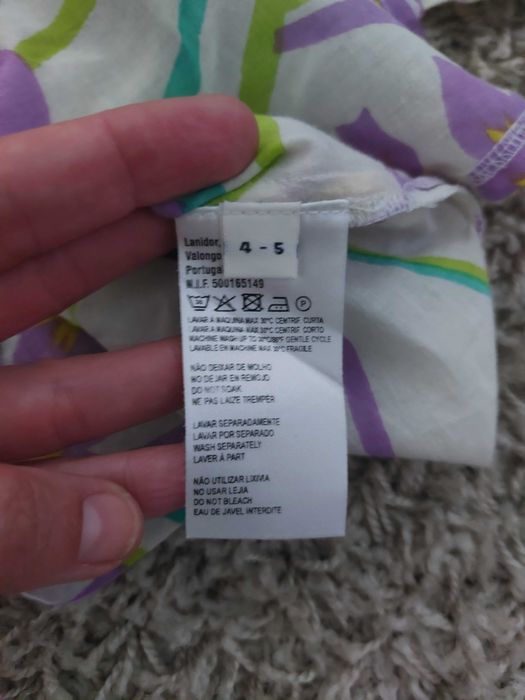 4 - 5
Lanidor,
Valongo
Portuga
N.I.F. 500165149
30
P
LAVAR A MAQUINA MAX 30°C CENTRIF. CURTA
LAVAR A MAQUINA MAX 30°C CENTRIF. CORTO
MACHINE WASH UP TO 30°C/80°F GENTLE CYCLE
LAVABLE EN MACHINE MAX 30°C FRAGILE
NÃO DEIXAR DE MOLHO
NO DEJAR EN REMOJO
DO NOT SOAK
NE PAS LAIZE TREMPER
LAVAR SEPARADAMENTE
LAVAR POR SEPARADO
WASH SEPARATELY
LAVER Á PART
NÃO UTILIZAR LIXIVIA
NO USAR LEJIA
DO NOT BLEACH
EAU DE JAVEL INTERDITE